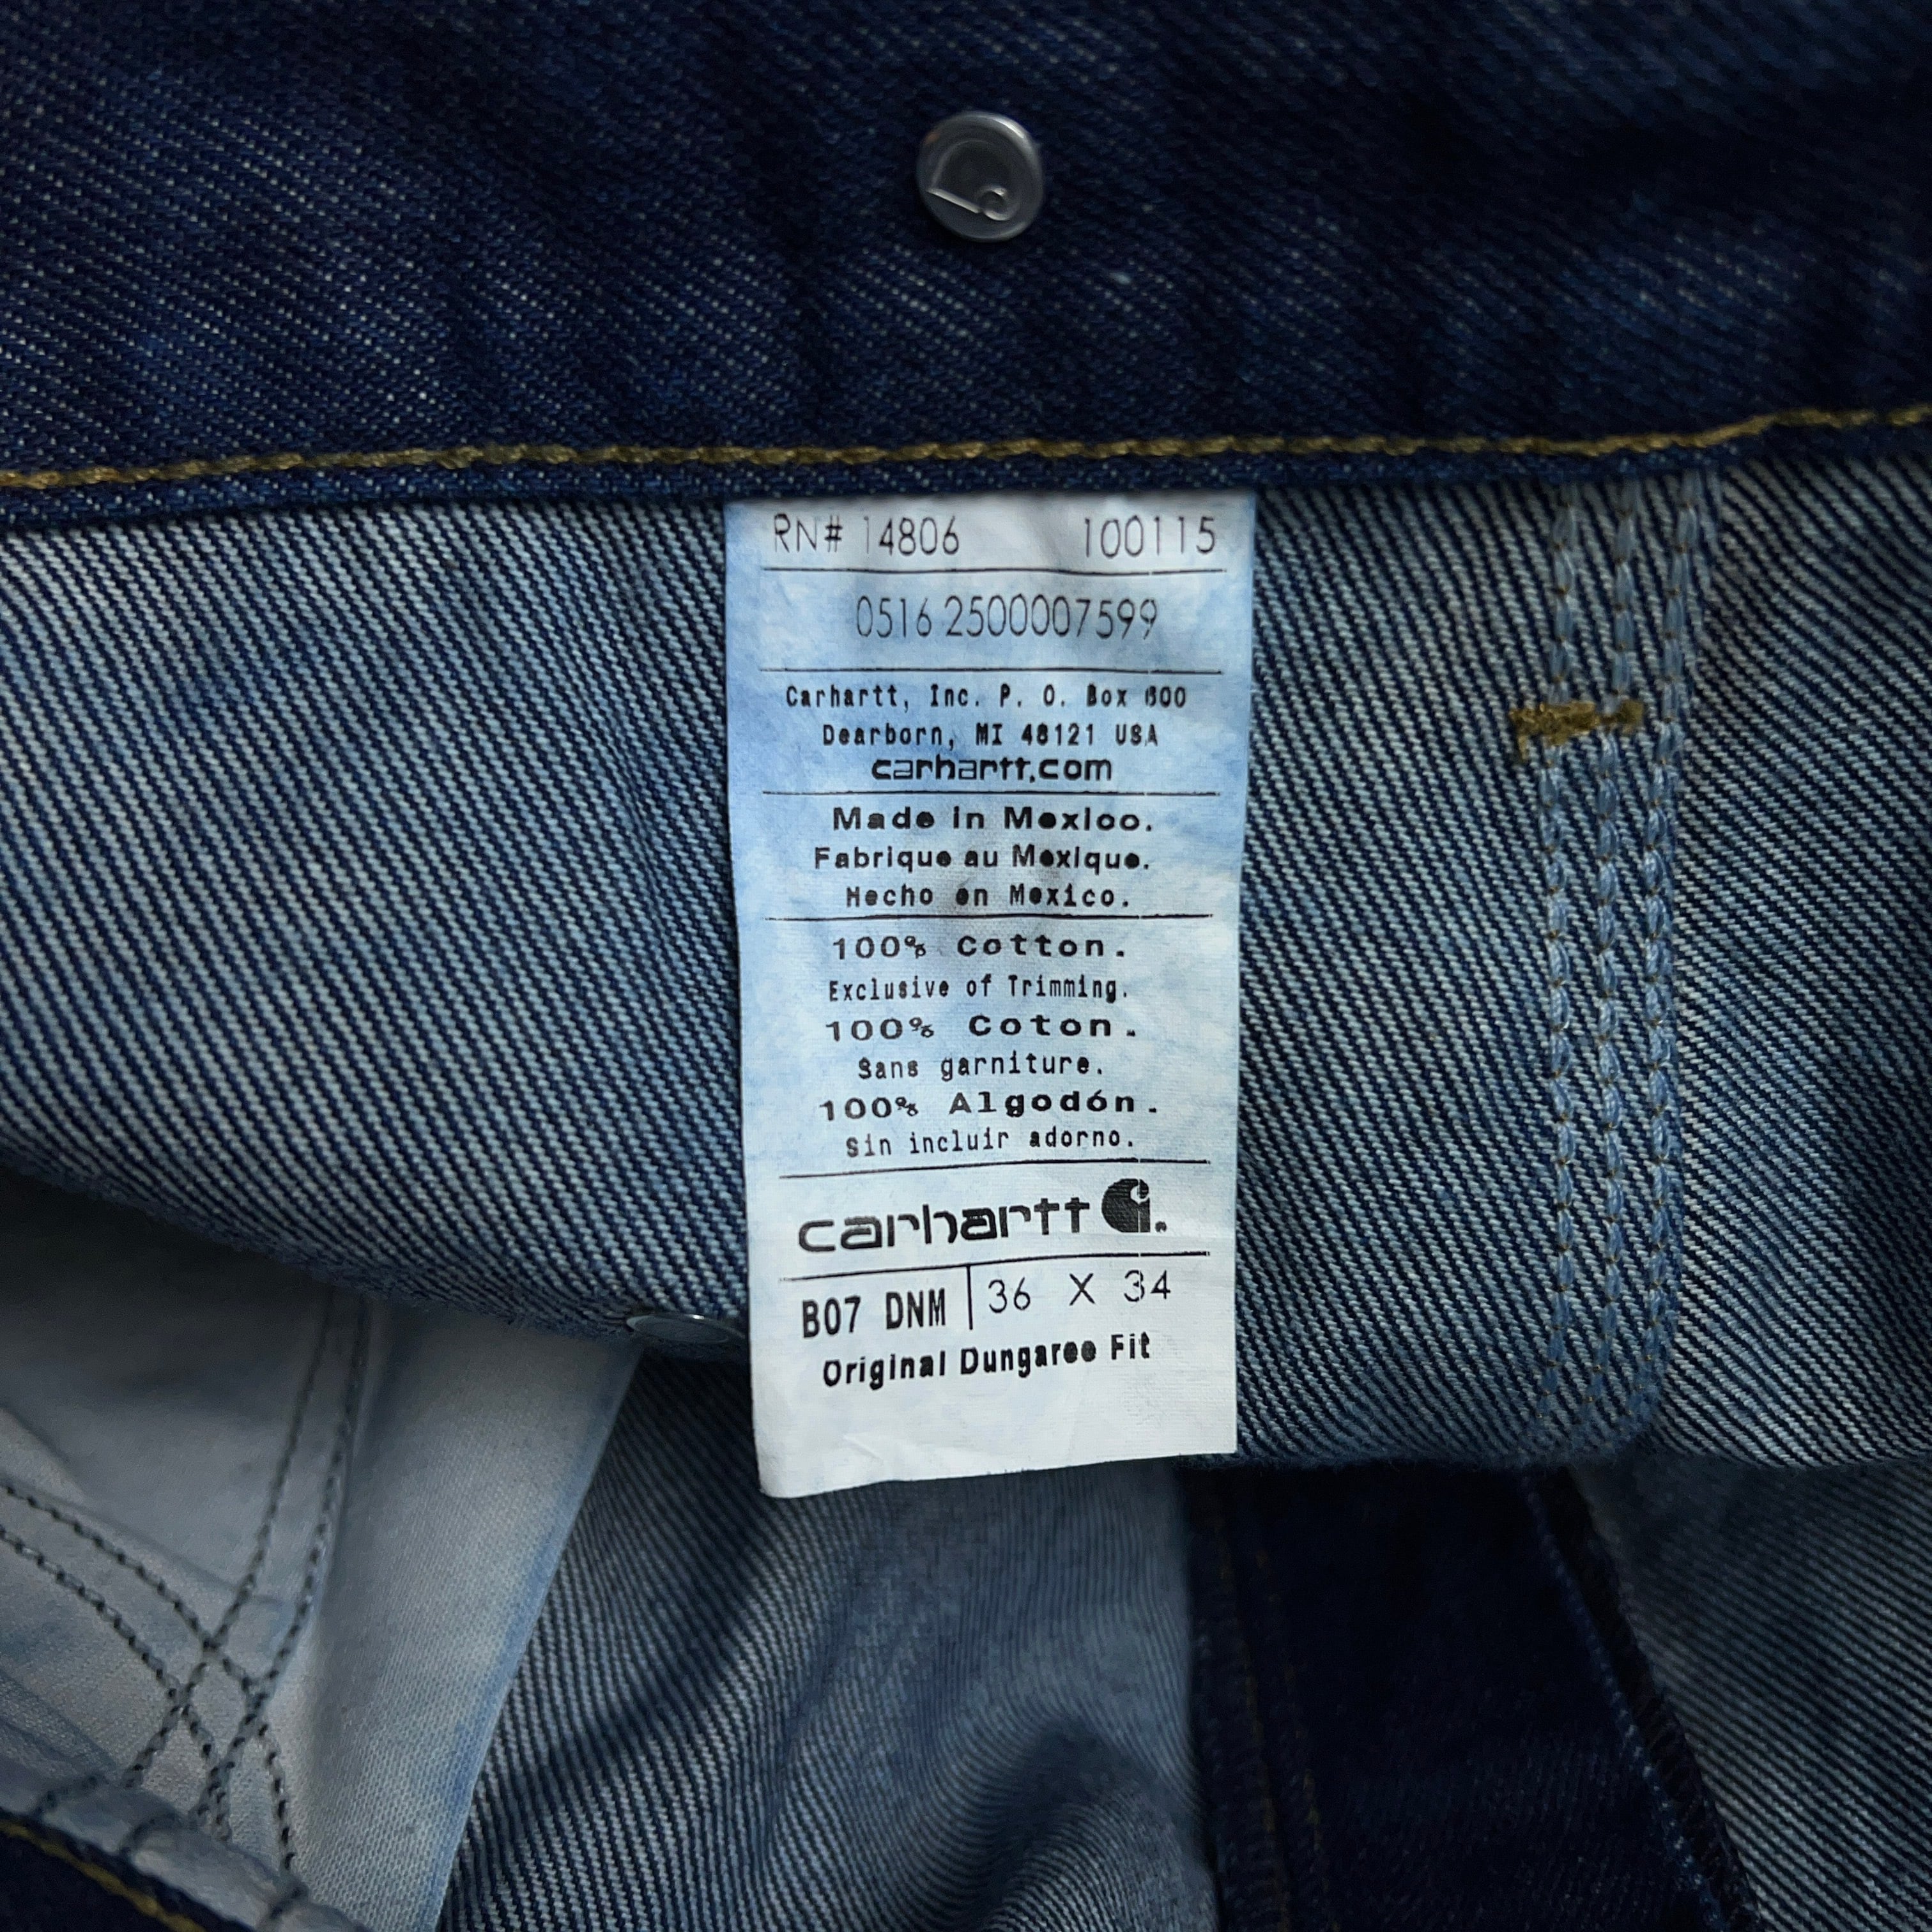 RN# 14806 100115
0516 2500007599
Carhartt, Inc. P. O. Box 600
Dearborn, MI 48121 USA
carhartt.com
Made in Mexico.
Fabrique au Mexique.
Hecho en Mexico.
100% Cotton.
Exclusive of Trimming.
100% Coton.
Sans garniture.
100% Algodón.
Sin incluir adorno.
carhartt
B07 DNM | 36 X 34
Original Dungaree Fit